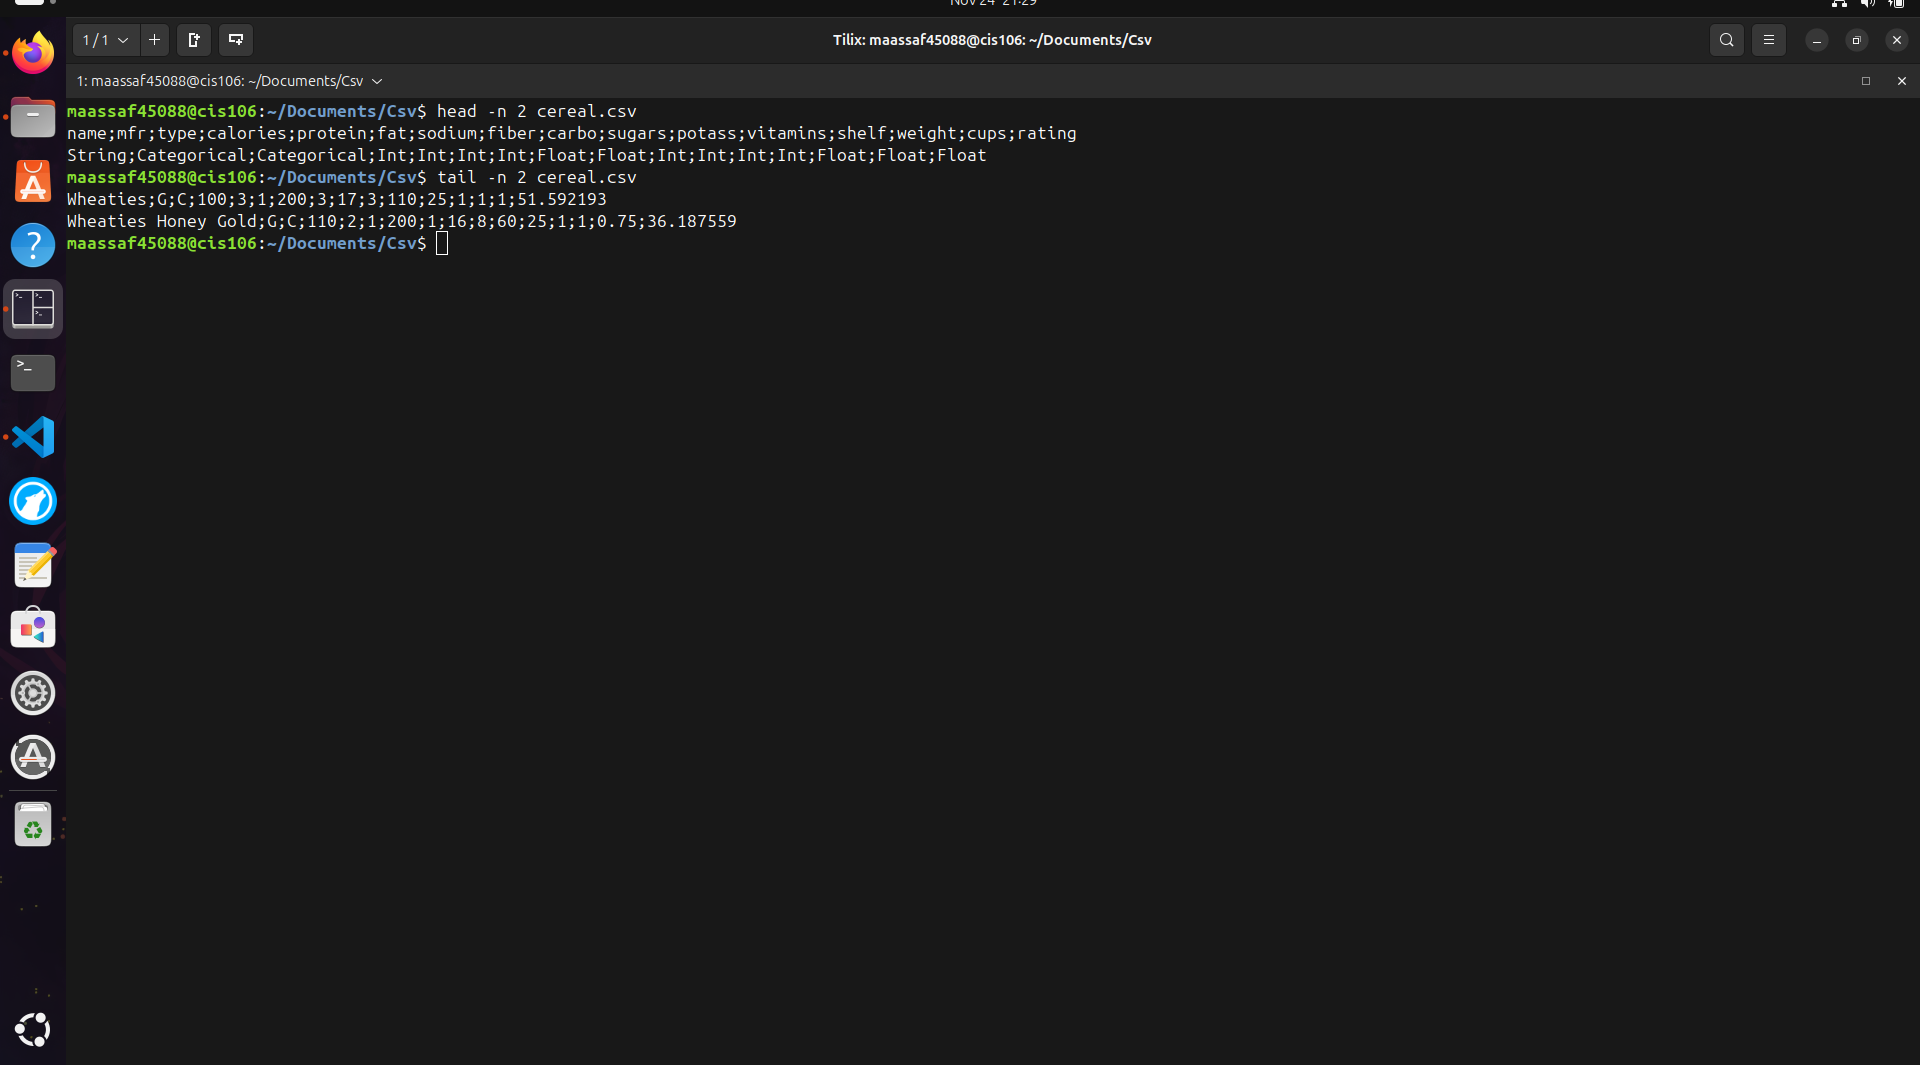 Nov 24 21:29
1 / 1
Tilix: maassaf45088@cis106: ~/Documents/Csv
1: maassaf45088@cis106: ~/Documents/Csv
maassaf45088@cis106:~/Documents/Csv$ head -n 2 cereal.csv
name;mfr;type;calories;protein;fat;sodium;fiber;carbo;sugars;potass;vitamins;shelf;weight;cups;rating
String;Categorical;Categorical;Int;Int;Int;Int;Float;Float;Int;Int;Int;Int;Float;Float;Float
maassaf45088@cis106:~/Documents/Csv$ tail -n 2 cereal.csv
Wheaties;G;C;100;3;1;200;3;17;3;110;25;1;1;1;51.592193
Wheaties Honey Gold;G;C;110;2;1;200;1;16;8;60;25;1;1;0.75;36.187559
maassaf45088@cis106:~/Documents/Csv$